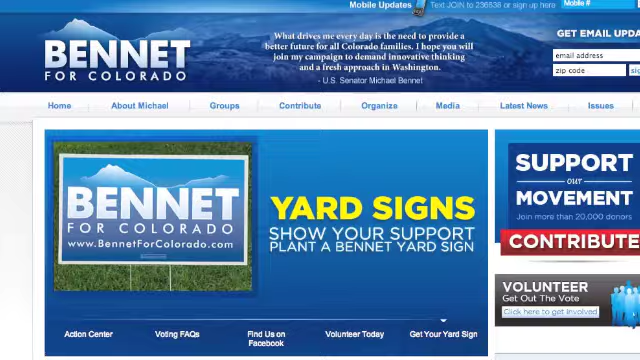 Mobile Updates
Text JOIN to 236538 or sign up here
Mobile #
BENNET
FOR COLORADO
What drives me every day is the need to provide a
better future for all Colorado families. I hope you will
join my campaign to demand innovative thinking
and a fresh approach in Washington.
- U.S. Senator Michael Bennet
GET EMAIL UPDA
email address
zip code
Home
About Michael
Groups
Contribute
Organize
Media
Latest News
Issues
BENNET
FOR COLORADO
www.BennetForColorado.com
YARD SIGNS
SHOW YOUR SUPPORT
PLANT A BENNET YARD SIGN
SUPPORT
our
MOVEMENT
Join more than 20,000 donors
CONTRIBUTE
VOLUNTEER
Get Out The Vote
Click here to get involved
Action Center
Voting FAQs
Find Us on
Facebook
Volunteer Today
Get Your Yard Sign